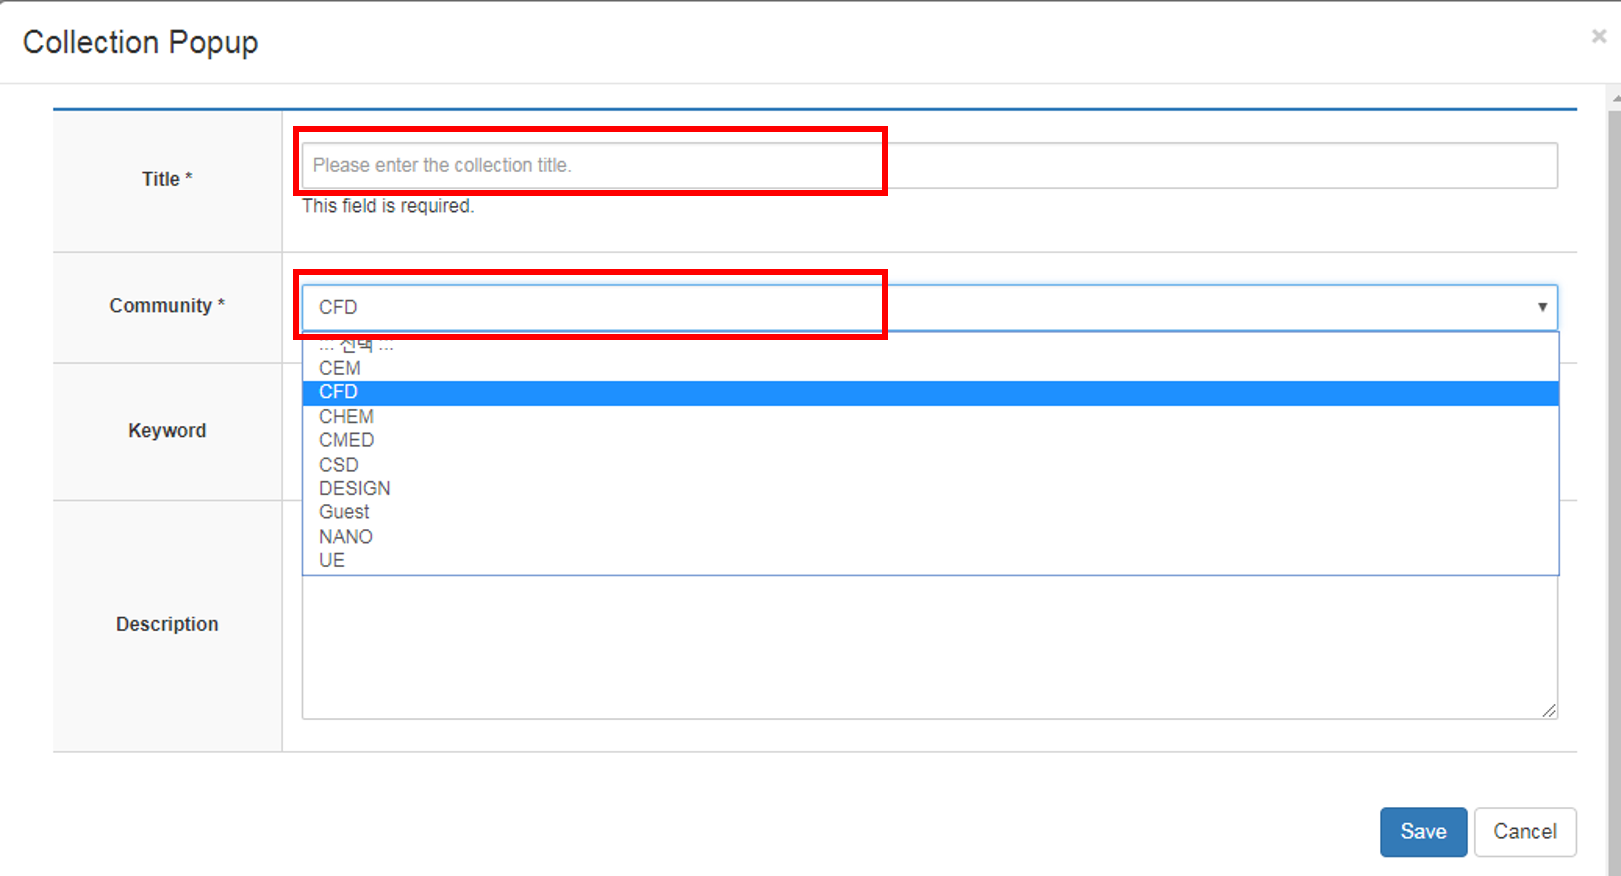 Collection Popup
×
Title *
Please enter the collection title.
This field is required.
Community *
CFD
::: 선택 :::
CEM
CFD
CHEM
CMED
CSD
DESIGN
Guest
NANO
UE
Keyword
Description
Save
Cancel